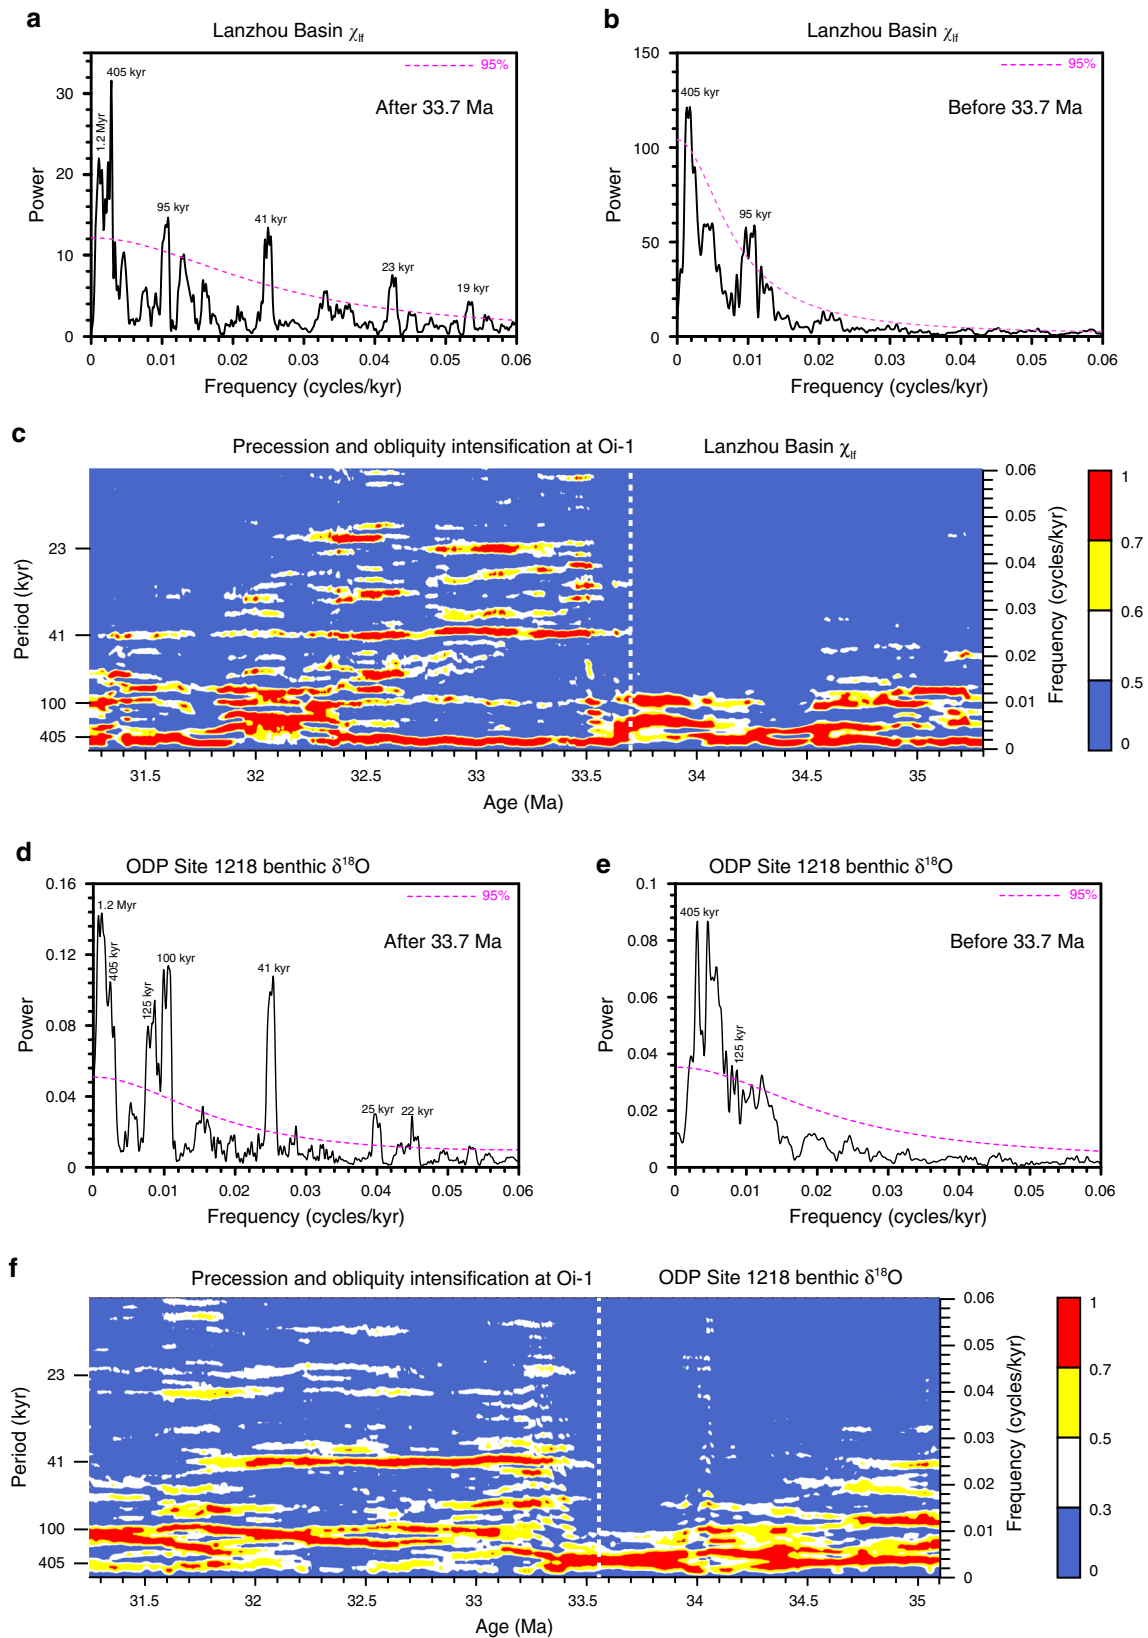 a
Lanzhou Basin χlf
95%
After 33.7 Ma
405 kyr
1.2 Myr
95 kyr
41 kyr
23 kyr
19 kyr
Power
30
20
10
0
0 0.01 0.02 0.03 0.04 0.05 0.06
Frequency (cycles/kyr)
b
Lanzhou Basin χlf
95%
Before 33.7 Ma
405 kyr
95 kyr
Power
150
100
50
0
0 0.01 0.02 0.03 0.04 0.05 0.06
Frequency (cycles/kyr)
c
Precession and obliquity intensification at Oi-1
Lanzhou Basin χlf
Period (kyr)
23
41
100
405
0.06
0.05
0.04
0.03
0.02
0.01
0
Frequency (cycles/kyr)
1
0.7
0.6
0.5
0
31.5 32 32.5 33 33.5 34 34.5 35
Age (Ma)
d
ODP Site 1218 benthic δ18O
95%
After 33.7 Ma
1.2 Myr
405 kyr
125 kyr
100 kyr
41 kyr
25 kyr
22 kyr
Power
0.16
0.12
0.08
0.04
0
0 0.01 0.02 0.03 0.04 0.05 0.06
Frequency (cycles/kyr)
e
ODP Site 1218 benthic δ18O
95%
Before 33.7 Ma
405 kyr
125 kyr
Power
0.1
0.08
0.06
0.04
0.02
0
0 0.01 0.02 0.03 0.04 0.05 0.06
Frequency (cycles/kyr)
f
Precession and obliquity intensification at Oi-1
ODP Site 1218 benthic δ18O
Period (kyr)
23
41
100
405
0.06
0.05
0.04
0.03
0.02
0.01
0
Frequency (cycles/kyr)
1
0.7
0.5
0.3
0
31.5 32 32.5 33 33.5 34 34.5 35
Age (Ma)